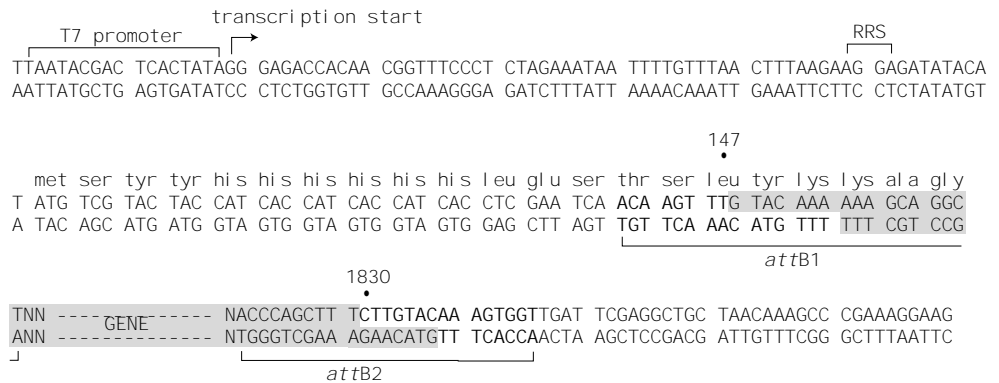 transcription start
T7 promoter
RRS
TTAATACGAC TCACTATAGG GAGACCACAA CGGTTTCCCT CTAGAAATAA TTTTGTTTAA CTTTAAGAAG GAGATATACA
AATTATGCTG AGTGATATCC CTCTGGTGTT GCCAAAGGGA GATCTTTATT AAAACAAATT GAAATTCTTC CTCTATATGT
147
met ser tyr tyr his his his his his his leu glu ser thr ser leu tyr lys lys ala gly
T ATG TCG TAC TAC CAT CAC CAT CAC CAT CAC CTC GAA TCA ACA AGT TTG TAC AAA AAA GCA GGC
A TAC AGC ATG ATG GTA GTG GTA GTG GTA GTG GAG CTT AGT TGT TCA AAC ATG TTT TTT CGT CCG
attB1
1830
TNN -------------- NACCCAGCTTT CTTGTACAA AGTGGTTGAT TCGAGGCTGC TAACAAAGCC CGAAAGGAAG
GENE
ANN -------------- NTGGGTCGAAA GAACATGTT TCACCAACTA AGCTCCGACG ATTGTTTCGG GCTTTAATTC
attB2